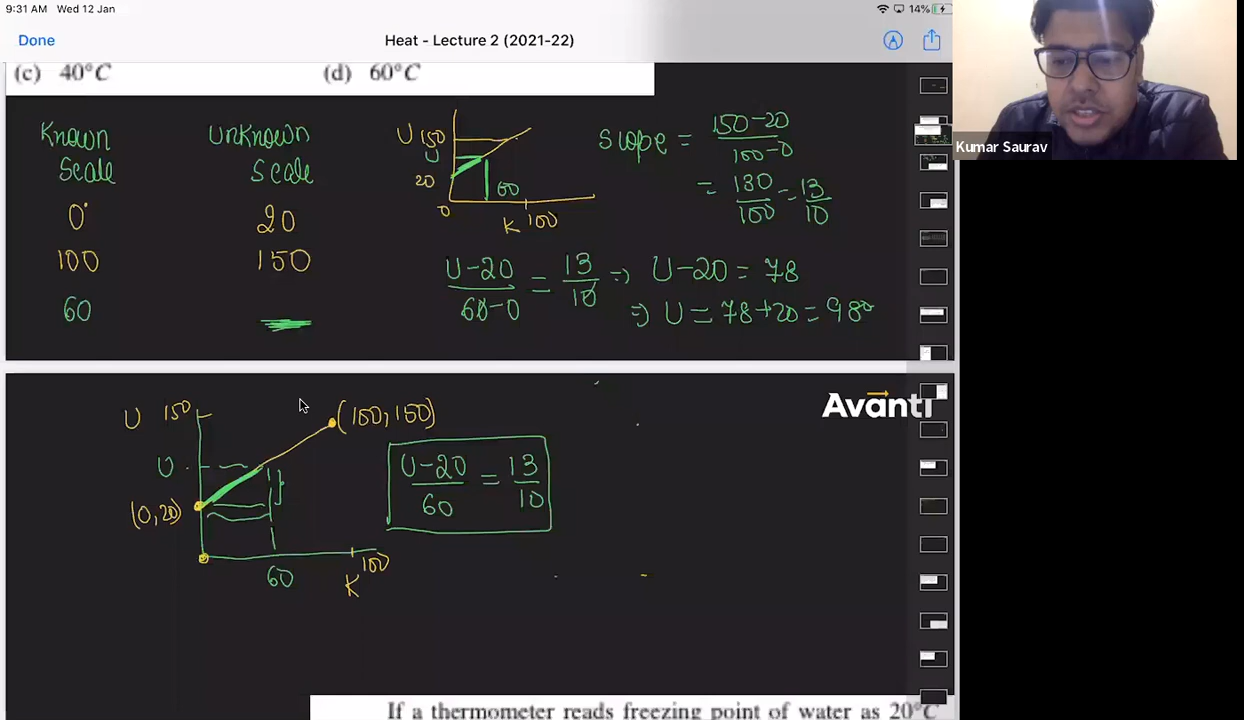 9:31 AM Wed 12 Jan
14%
Done
Heat - Lecture 2 (2021-22)
(c) 40°C (d) 60°C
Known Scale
Unknown Scale
0° 20
100 150
60
U 150
U
20
60
0
K 100
Slope = 150-20 / 100-0
= 130/100 = 13/10
U-20 / 60-0 = 13/10 => U-20 = 78
=> U = 78+20 = 98°
Kumar Saurav
Avanti
U 150
(100, 150)
U
(0, 20)
60
K
100
U-20 / 60 = 13/10
If a thermometer reads freezing point of water as 20°C